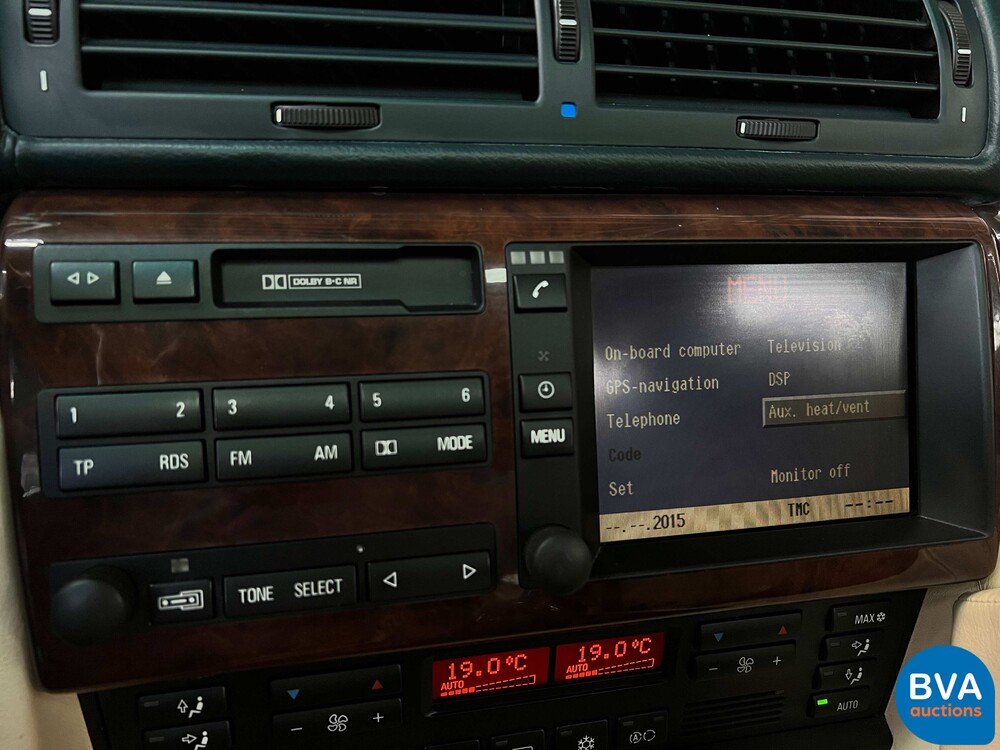 DOLBY B·C NR
1 2
3 4
5 6
TP RDS
FM AM
MODE
TONE SELECT
MENU
MENU
On-board computer Television
GPS-navigation DSP
Telephone Aux. heat/vent
Code
Set Monitor off
--.--.2015 TMC --:--
19.0°C
AUTO
19.0°C
AUTO
- +
- +
MAX
AUTO
BVA
auctions